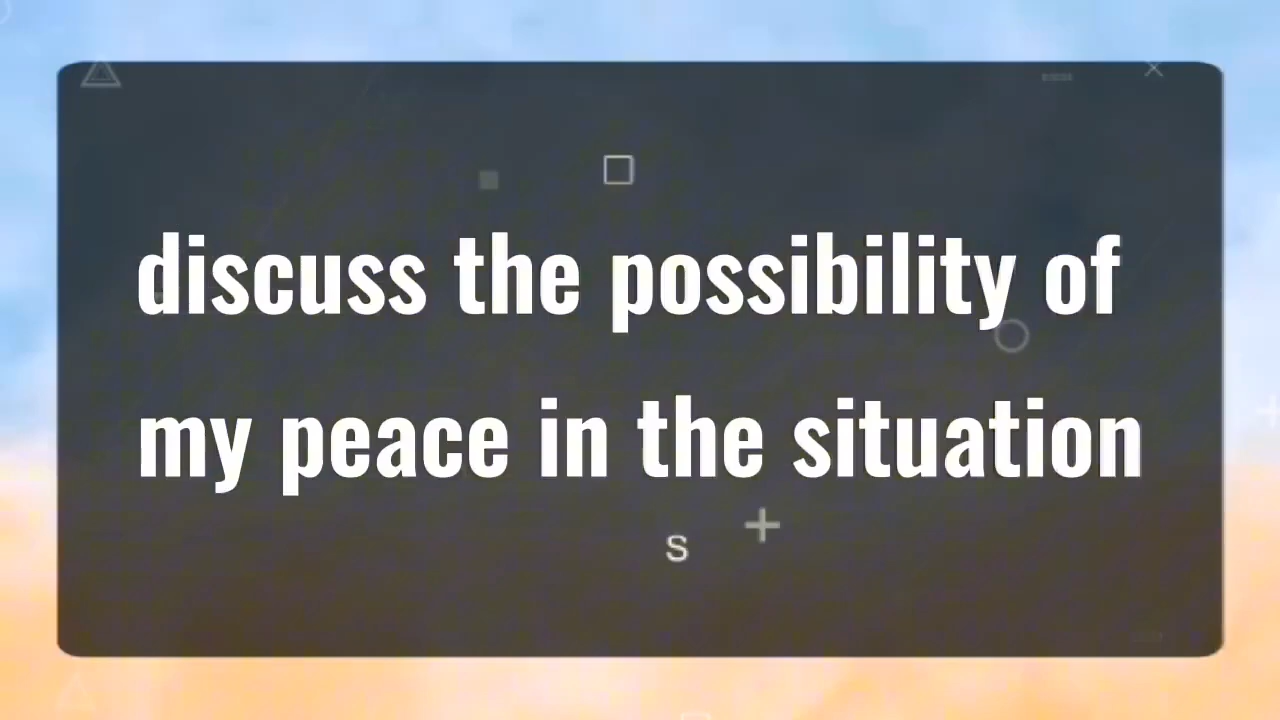 discuss the possibility of
my peace in the situation
s